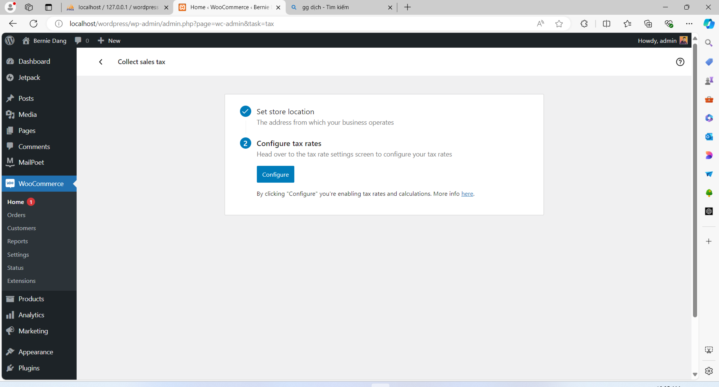 localhost / 127.0.0.1 / wordpres
Home ‹ WooCommerce ‹ Bernie
gg dịch - Tìm kiếm
localhost/wordpress/wp-admin/admin.php?page=wc-admin&task=tax
Bernie Dang
0
New
Howdy, admin
Dashboard
Jetpack
Posts
Media
Pages
Comments
MailPoet
WooCommerce
Home 1
Orders
Customers
Reports
Settings
Status
Extensions
Products
Analytics
Marketing
Appearance
Plugins
Collect sales tax
Set store location
The address from which your business operates
2 Configure tax rates
Head over to the tax rate settings screen to configure your tax rates
Configure
By clicking "Configure" you're enabling tax rates and calculations. More info here.